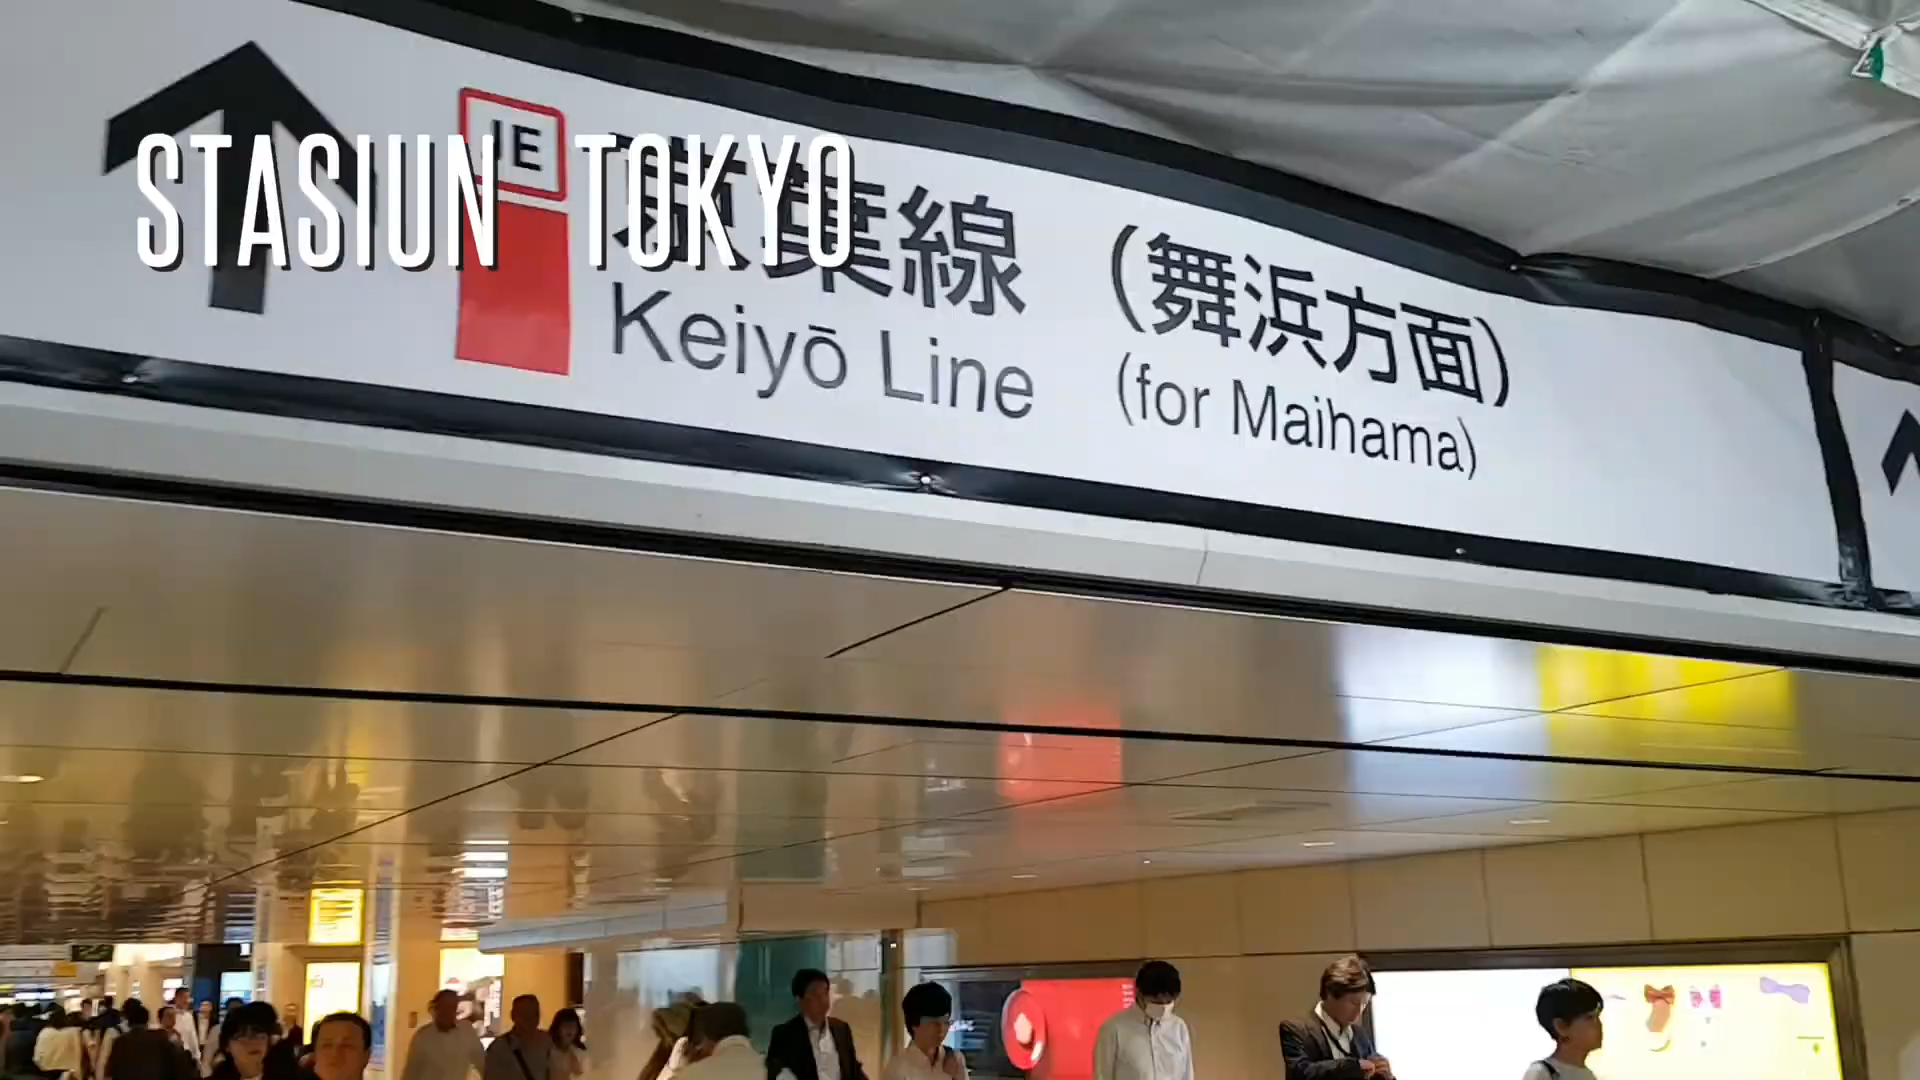 STASIUN TOKYO
JE
京葉線 (舞浜方面)
Keiyō Line (for Maihama)